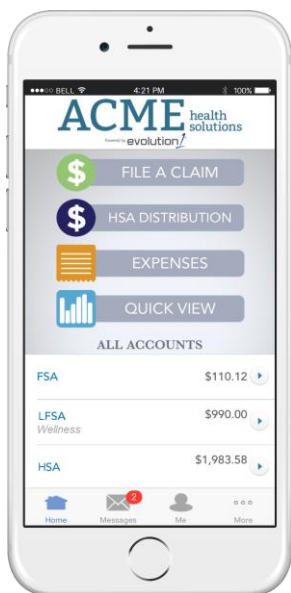 BELL 4:21 PM 100%
ACME health solutions
Powered by evolution1
FILE A CLAIM
HSA DISTRIBUTION
EXPENSES
QUICK VIEW
ALL ACCOUNTS
FSA $110.12
LFSA $990.00
Wellness
HSA $1,983.58
2
Home Messages Me More